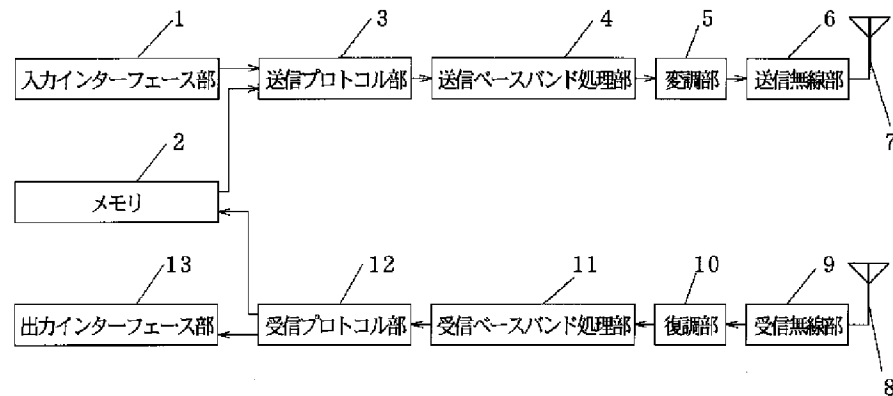 1
3
4
5
6
入力インターフェース部
送信プロトコル部
送信ベースバンド処理部
変調部
送信無線部
7
2
メモリ
13
12
11
10
9
出力インターフェース部
受信プロトコル部
受信ベースバンド処理部
復調部
受信無線部
8